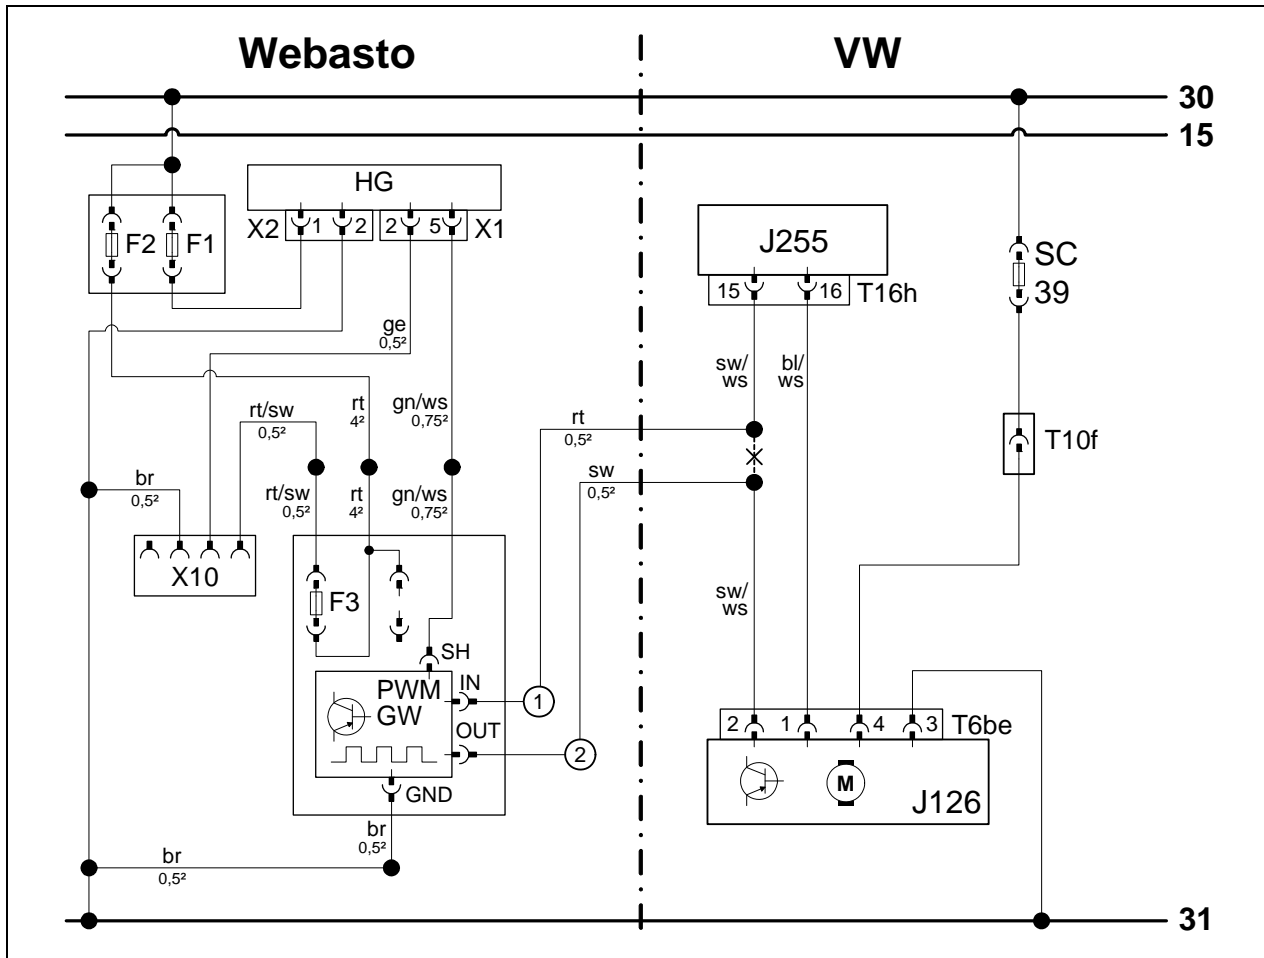 Webasto
VW
30
15
HG
X2
1
2
2
5
X1
F2
F1
J255
15
16
T16h
SC
39
ge
0,5²
sw/
ws
bl/
ws
rt/sw
0,5²
rt
4²
gn/ws
0,75²
rt
0,5²
T10f
br
0,5²
rt/sw
0,5²
rt
4²
gn/ws
0,75²
sw
0,5²
X10
F3
sw/
ws
SH
PWM
GW
IN
1
OUT
2
GND
2
1
4
3
T6be
M
J126
br
0,5²
br
0,5²
31